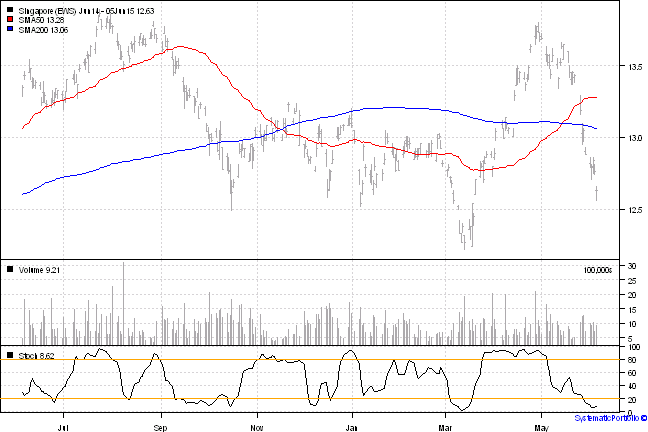 Singapore (EWS) Jun14 - 05Jun15 12.63
SMA50 13.28
SMA200 13.06
13.5
13.0
12.5
Volume 9.21
100,000s
30
25
20
15
10
5
Stoch 8.62
100
80
60
40
20
0
Jul
Sep
Nov
Jan
Mar
May
SystematicPortfolio ©